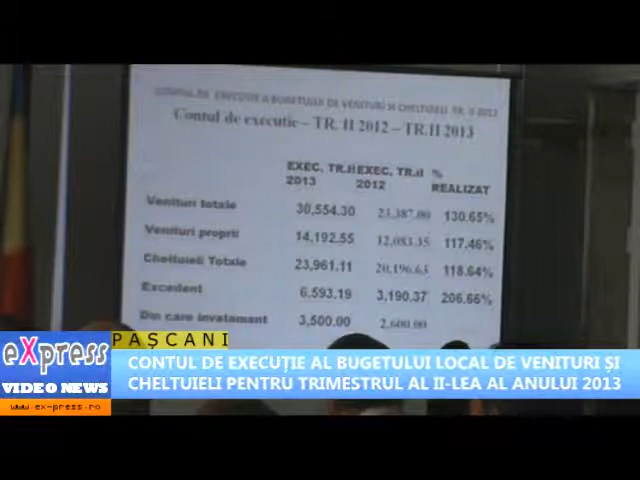 CONTUL DE EXECUTIE A BUGETULUI DE VENITURI SI CHELTUIELI TR. II 2013
Contul de executie – TR. II 2012 – TR.II 2013
EXEC, TR.II EXEC, TR.II %
2013 2012 REALIZAT
Venituri totale 30,554.30 23,387.00 130.65%
Venituri proprii 14,192.55 12,083.35 117.46%
Cheltuieli Totale 23,961.11 20,196.63 118.64%
Excedent 6.593.19 3,190.37 206.66%
Din care invatamant 3,500.00 2,600.00
PAȘCANI
eXpress
VIDEO NEWS
www.ex-press.ro
CONTUL DE EXECUȚIE AL BUGETULUI LOCAL DE VENITURI ȘI
CHELTUIELI PENTRU TRIMESTRUL AL II-LEA AL ANULUI 2013